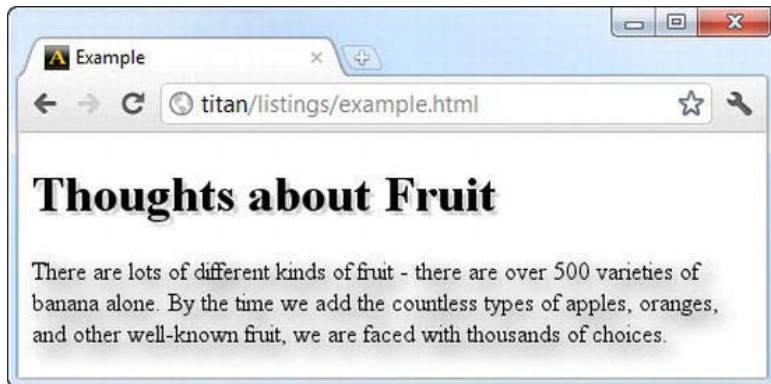 Example
titan/listings/example.html
Thoughts about Fruit
There are lots of different kinds of fruit - there are over 500 varieties of
banana alone. By the time we add the countless types of apples, oranges,
and other well-known fruit, we are faced with thousands of choices.